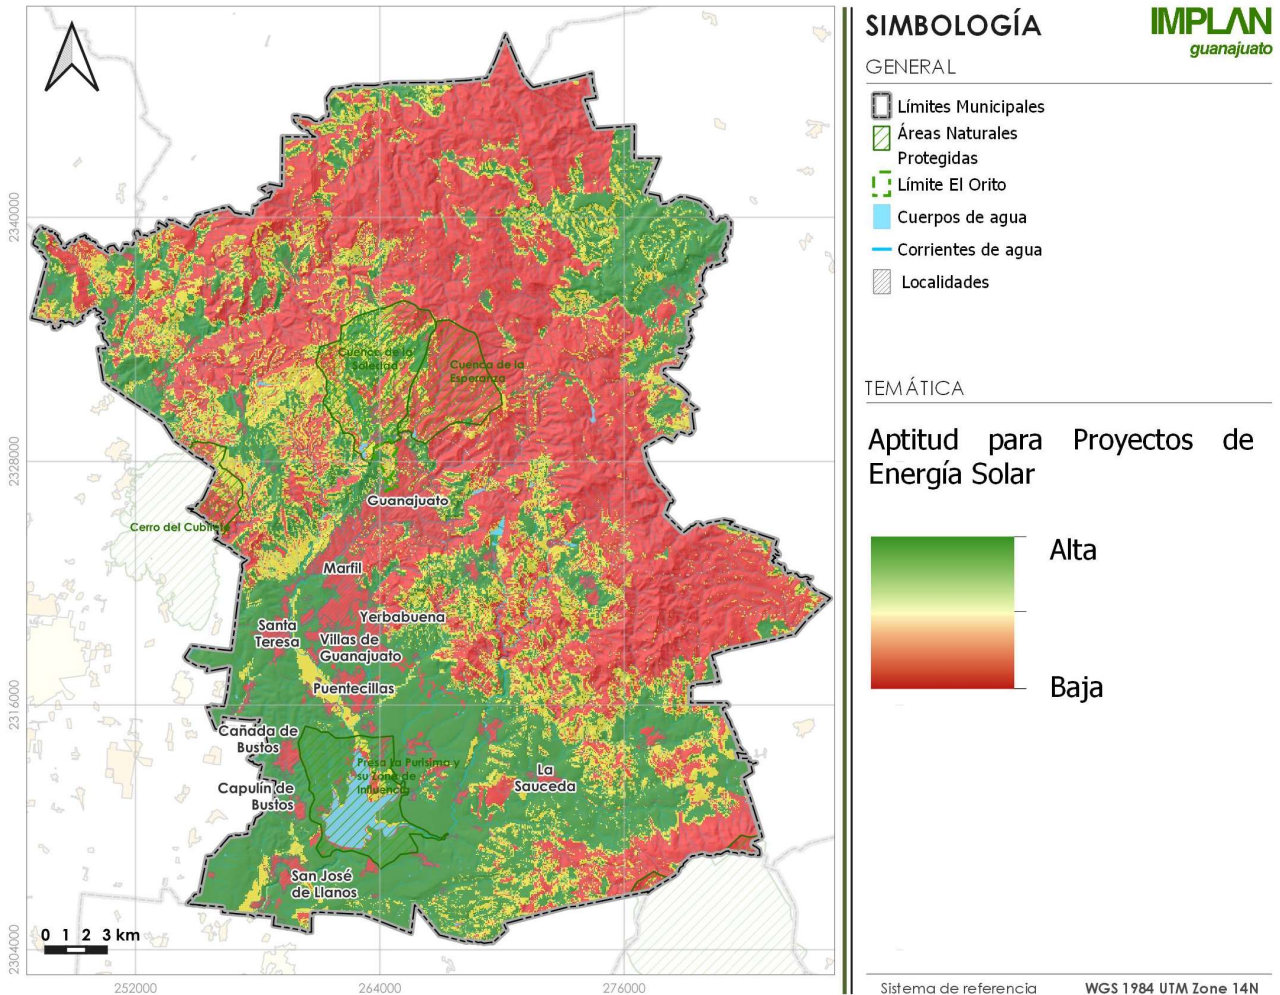 SIMBOLOGÍA
IMPLAN
guanajuato
GENERAL
Límites Municipales
Áreas Naturales
Protegidas
Límite El Orito
Cuerpos de agua
Corrientes de agua
Localidades
TEMÁTICA
Aptitud para Proyectos de
Energía Solar
Alta
Baja
Sistema de referencia
WGS 1984 UTM Zone 14N
2340000
2328000
2316000
2304000
252000
264000
276000
0 1 2 3 km
Cuenca de la
Soledad
Cuenca de la
Esperanza
Guanajuato
Cerro del Cubilete
Marfil
Yerbabuena
Santa
Teresa
Villas de
Guanajuato
Puentecillas
Cañada de
Bustos
Presa La Purisima y
su Zona de
Influencia
Capulín de
Bustos
La
Sauceda
San José
de Llanos